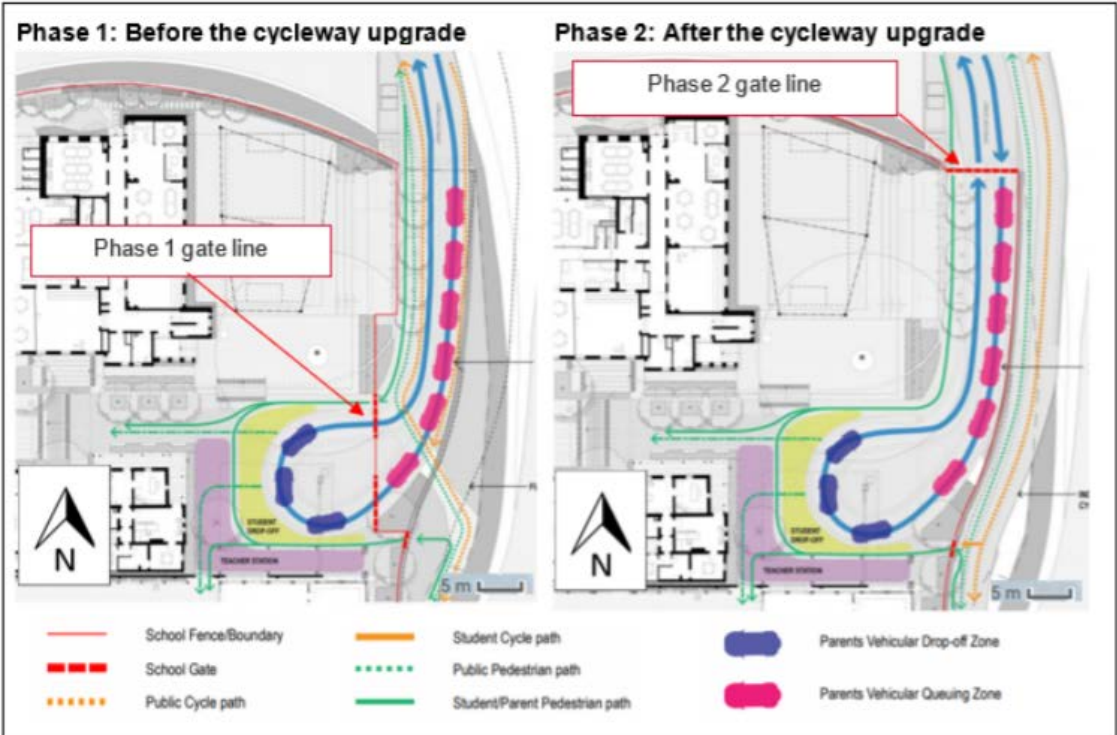 Phase 1: Before the cycleway upgrade
Phase 2: After the cycleway upgrade
Phase 2 gate line
Phase 1 gate line
STUDENT
DROP-OFF
TEACHER STATION
N
5 m
STUDENT
DROP-OFF
TEACHER STATION
N
5 m
School Fence/Boundary
School Gate
Public Cycle path
Student Cycle path
Public Pedestrian path
Student/Parent Pedestrian path
Parents Vehicular Drop-off Zone
Parents Vehicular Queuing Zone